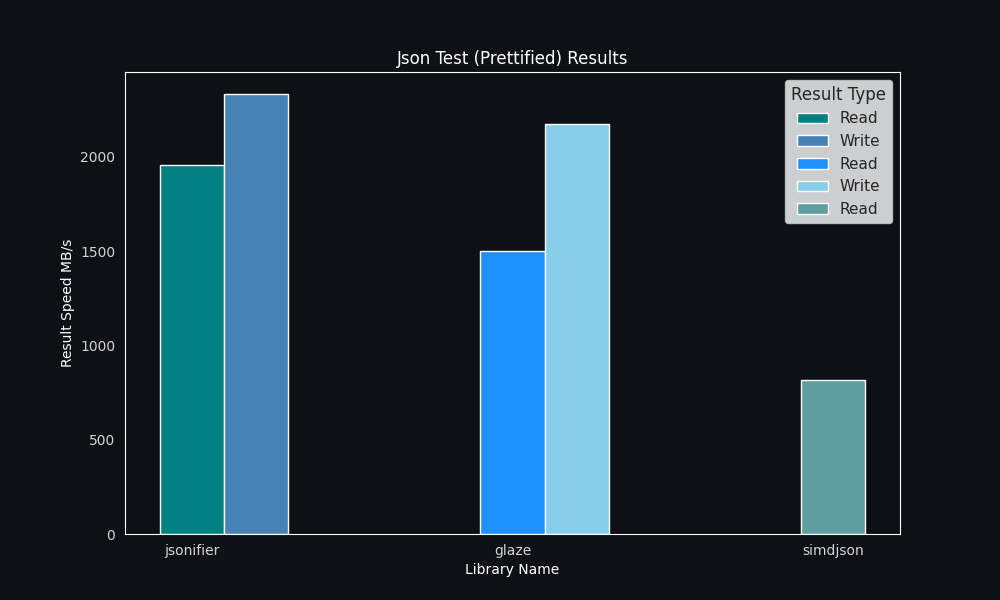 Json Test (Prettified) Results
Result Type
Read
Write
Read
Write
Read
Result Speed MB/s
2000
1500
1000
500
0
jsonifier glaze simdjson
Library Name